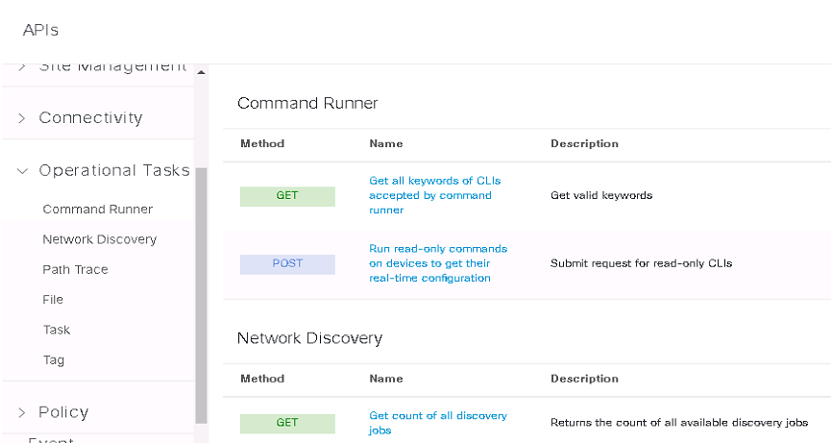 APIs
Site Management
Connectivity
Operational Tasks
Command Runner
Network Discovery
Path Trace
File
Task
Tag
Policy
Event
Command Runner
Method Name Description
GET Get all keywords of CLIs accepted by command runner Get valid keywords
POST Run read-only commands on devices to get their real-time configuration Submit request for read-only CLIs
Network Discovery
Method Name Description
GET Get count of all discovery jobs Returns the count of all available discovery jobs